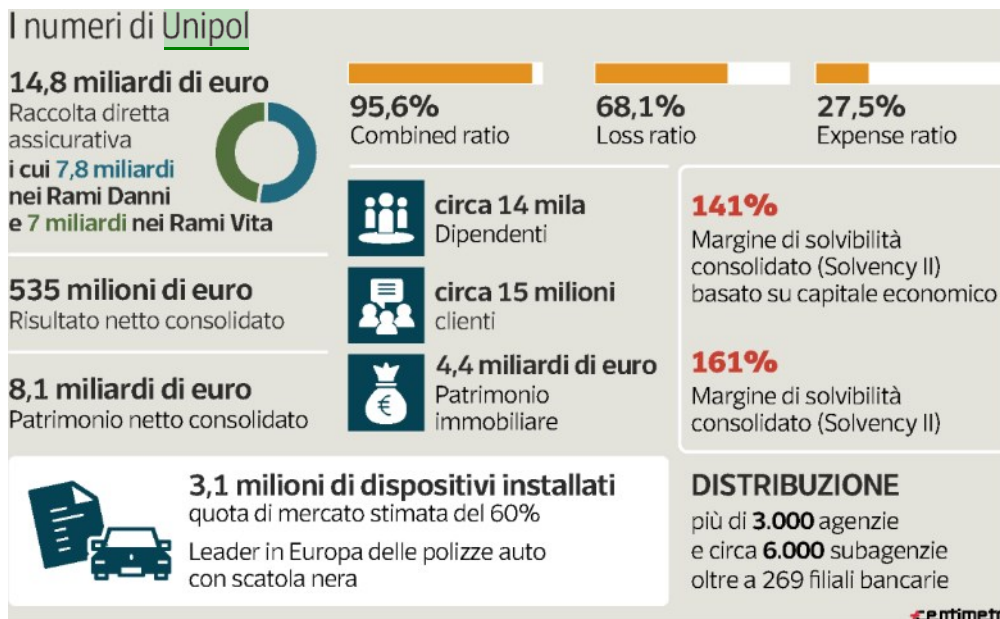 I numeri di Unipol
14,8 miliardi di euro
Raccolta diretta
assicurativa
i cui 7,8 miliardi
nei Rami Danni
e 7 miliardi nei Rami Vita
535 milioni di euro
Risultato netto consolidato
8,1 miliardi di euro
Patrimonio netto consolidato
95,6%
Combined ratio
68,1%
Loss ratio
27,5%
Expense ratio
circa 14 mila
Dipendenti
circa 15 milioni
clienti
4,4 miliardi di euro
Patrimonio
immobiliare
€
141%
Margine di solvibilità
consolidato (Solvency II)
basato su capitale economico
161%
Margine di solvibilità
consolidato (Solvency II)
3,1 milioni di dispositivi installati
quota di mercato stimata del 60%
Leader in Europa delle polizze auto
con scatola nera
DISTRIBUZIONE
più di 3.000 agenzie
e circa 6.000 subagenzie
oltre a 269 filiali bancarie
centimetr